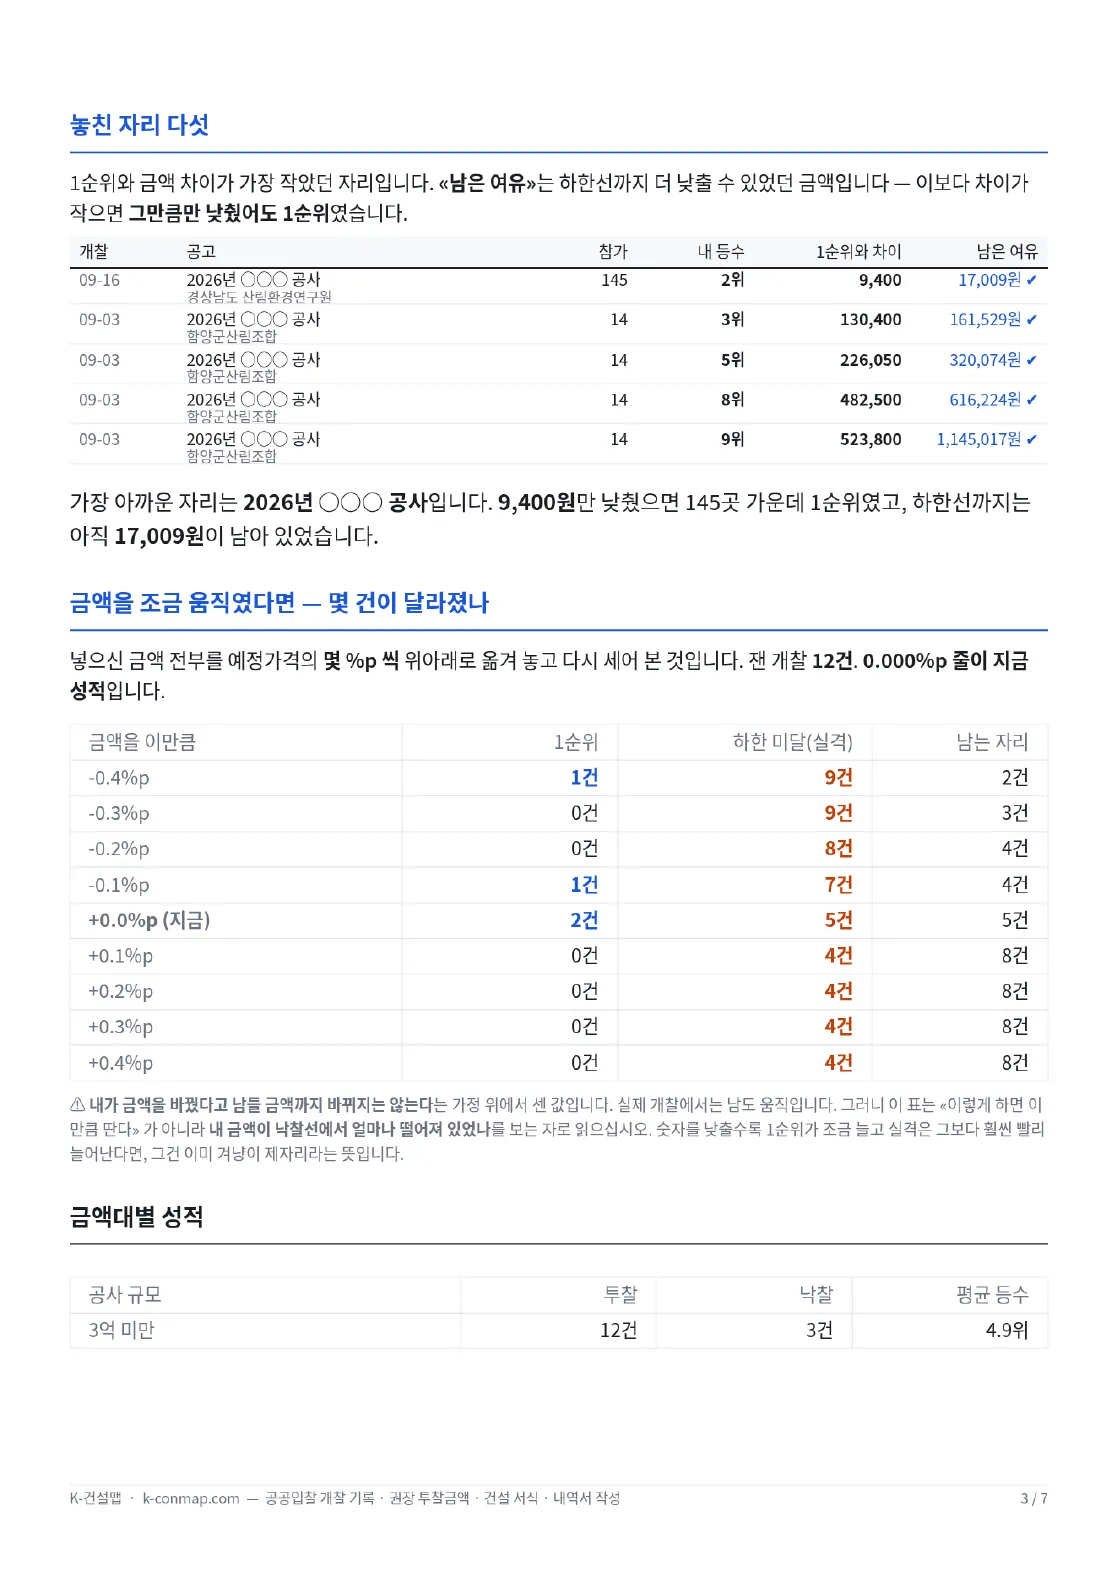 놓친 자리 다섯
1순위와 금액 차이가 가장 작았던 자리입니다. «남은 여유»는 하한선까지 더 낮출 수 있었던 금액입니다 — 이보다 차이가
작으면 그만큼만 낮췄어도 1순위였습니다.
개찰 공고 참가 내 등수 1순위와 차이 남은 여유
09-16 2026년 ○○○ 공사 145 2위 9,400 17,009원 ✔
경상남도 산림환경연구원
09-03 2026년 ○○○ 공사 14 3위 130,400 161,529원 ✔
함양군산림조합
09-03 2026년 ○○○ 공사 14 5위 226,050 320,074원 ✔
함양군산림조합
09-03 2026년 ○○○ 공사 14 8위 482,500 616,224원 ✔
함양군산림조합
09-03 2026년 ○○○ 공사 14 9위 523,800 1,145,017원 ✔
함양군산림조합
가장 아까운 자리는 2026년 ○○○ 공사입니다. 9,400원만 낮췄으면 145곳 가운데 1순위였고, 하한선까지는
아직 17,009원이 남아 있었습니다.
금액을 조금 움직였다면 — 몇 건이 달라졌나
넣으신 금액 전부를 예정가격의 몇 %p 씩 위아래로 옮겨 놓고 다시 세어 본 것입니다. 잰 개찰 12건. 0.000%p 줄이 지금
성적입니다.
금액을 이만큼 1순위 하한 미달(실격) 남는 자리
-0.4%p 1건 9건 2건
-0.3%p 0건 9건 3건
-0.2%p 0건 8건 4건
-0.1%p 1건 7건 4건
+0.0%p (지금) 2건 5건 5건
+0.1%p 0건 4건 8건
+0.2%p 0건 4건 8건
+0.3%p 0건 4건 8건
+0.4%p 0건 4건 8건
⚠ 내가 금액을 바꿨다고 남들 금액까지 바뀌지는 않는다는 가정 위에서 센 값입니다. 실제 개찰에서는 남도 움직입니다. 그러니 이 표는 «이렇게 하면 이
만큼 딴다» 가 아니라 내 금액이 낙찰선에서 얼마나 떨어져 있었나를 보는 자로 읽으십시오. 숫자를 낮출수록 1순위가 조금 늘고 실격은 그보다 훨씬 빨리
늘어난다면, 그건 이미 겨냥이 제자리라는 뜻입니다.
금액대별 성적
공사 규모 투찰 낙찰 평균 등수
3억 미만 12건 3건 4.9위
K-건설맵 · k-conmap.com — 공공입찰 개찰 기록 · 권장 투찰금액 · 건설 서식 · 내역서 작성 3 / 7